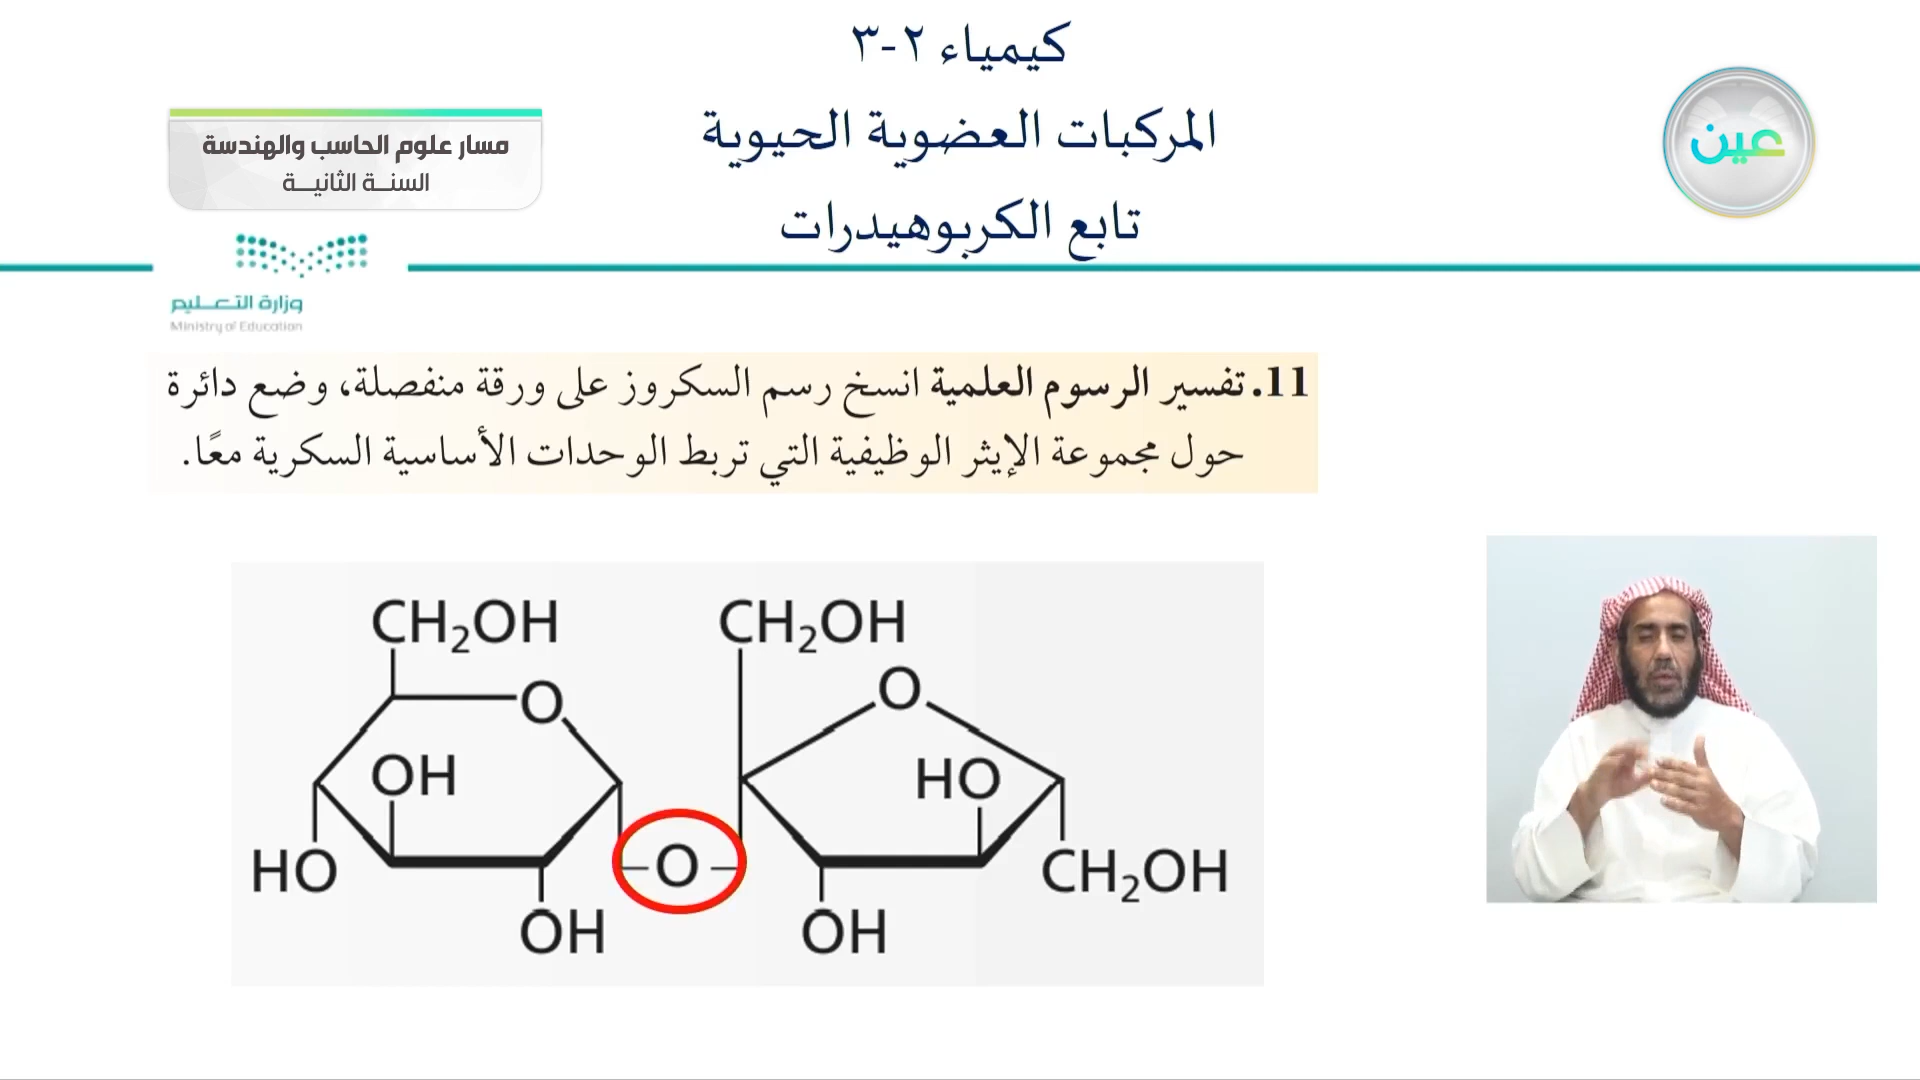 كيمياء ٢-٣
المركبات العضوية الحيوية
تابع الكربوهيدرات
عين
مسار علوم الحاسب والهندسة
السنة الثانية
وزارة التعليم
Ministry of Education
11. تفسير الرسوم العلمية انسخ رسم السكروز على ورقة منفصلة، وضع دائرة
حول مجموعة الإيثر الوظيفية التي تربط الوحدات الأساسية السكرية معًا.
CH₂OH CH₂OH
O O
OH HO
HO O CH₂OH
OH OH